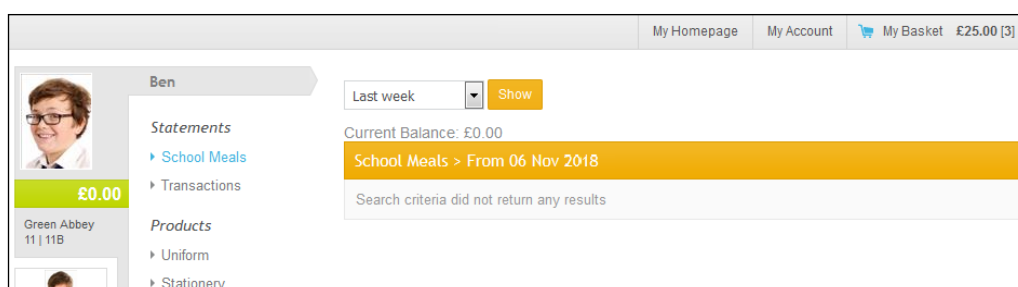 My Homepage My Account My Basket £25.00 [3]
Ben
Statements
School Meals
Transactions
Products
Uniform
Stationery
£0.00
Green Abbey
11 | 11B
Last week Show
Current Balance: £0.00
School Meals > From 06 Nov 2018
Search criteria did not return any results